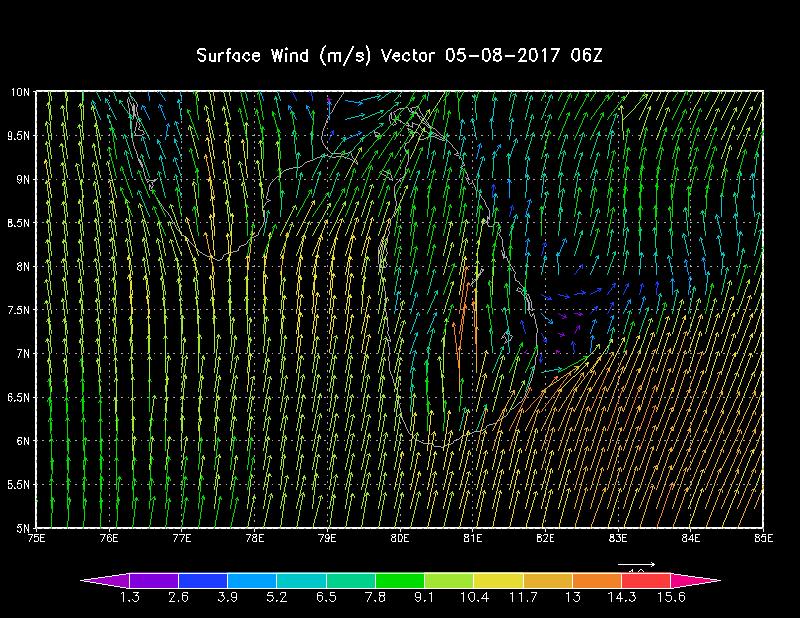 Surface Wind (m/s) Vector 05-08-2017 06Z
10N
9.5N
9N
8.5N
8N
7.5N
7N
6.5N
6N
5.5N
5N
75E 76E 77E 78E 79E 80E 81E 82E 83E 84E 85E
1.3 2.6 3.9 5.2 6.5 7.8 9.1 10.4 11.7 13 14.3 15.6